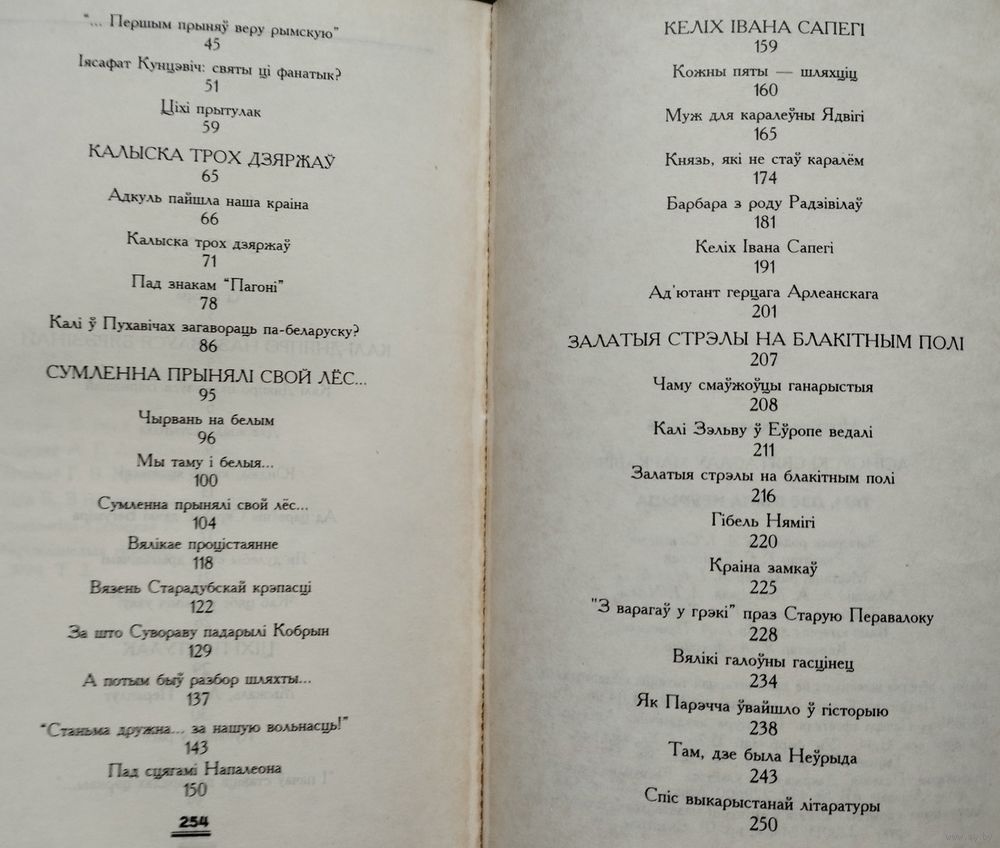 "... Першым прыняў веру рымскую"
45
Іясафат Кунцэвіч: святы ці фанатык?
51
Ціхі прытулак
59
КАЛЫСКА ТРОХ ДЗЯРЖАЎ
65
Адкуль пайшла наша краіна
66
Калыска трох дзяржаў
71
Пад знакам "Пагоні"
78
Калі ў Пухавічах загавораць па-беларуску?
86
СУМЛЕННА ПРЫНЯЛІ СВОЙ ЛЁС...
95
Чырвань на белым
96
Мы таму і белыя...
100
Сумленна прынялі свой лёс...
104
Вялікае процістаянне
118
Вязень Старадубскай крэпасці
122
За што Сувораву падарылі Кобрын
129
А потым быў разбор шляхты...
137
"Станьма дружна... за нашую вольнасць!"
143
Пад сцягамі Напалеона
150
254
КЕЛІХ ІВАНА САПЕГІ
159
Кожны пяты — шляхціц
160
Муж для каралеўны Ядвігі
165
Князь, які не стаў каралём
174
Барбара з роду Радзівілаў
181
Келіх Івана Сапегі
191
Ад'ютант герцага Арлеанскага
201
ЗАЛАТЫЯ СТРЭЛЫ НА БЛАКІТНЫМ ПОЛІ
207
Чаму смаўжоўцы ганарыстыя
208
Калі Зэльву ў Еўропе ведалі
211
Залатыя стрэлы на блакітным полі
216
Гібель Нямігі
220
Краіна замкаў
225
"З варагаў у грэкі" праз Старую Перавалоку
228
Вялікі галоўны гасцінец
234
Як Парэчча ўвайшло ў гісторыю
238
Там, дзе была Неўрыда
243
Спіс выкарыстанай літаратуры
250